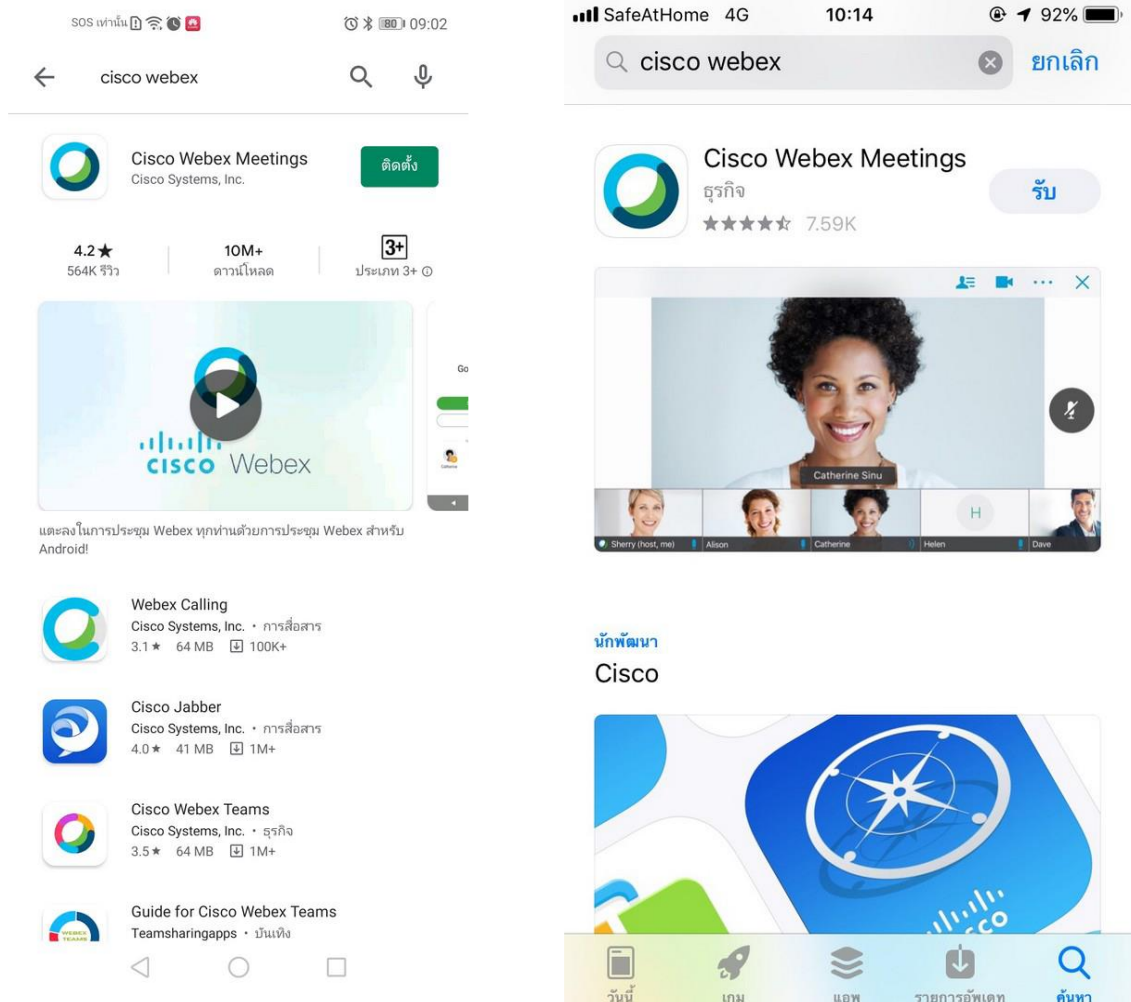 SOS เท่านั้น
80
09:02
cisco webex
Cisco Webex Meetings
Cisco Systems, Inc.
ติดตั้ง
4.2★
564K รีวิว
10M+
ดาวน์โหลด
3+
ประเภท 3+
Go
CISCO Webex
แตะลงในการประชุม Webex ทุกท่านด้วยการประชุม Webex สำหรับ
Android!
Webex Calling
Cisco Systems, Inc. • การสื่อสาร
3.1★ 64 MB 100K+
Cisco Jabber
Cisco Systems, Inc. • การสื่อสาร
4.0★ 41 MB 1M+
Cisco Webex Teams
Cisco Systems, Inc. • ธุรกิจ
3.5★ 64 MB 1M+
WEBEX
TEAMS
Guide for Cisco Webex Teams
Teamsharingapps • บันเทิง
SafeAtHome 4G
10:14
92%
cisco webex
ยกเลิก
Cisco Webex Meetings
ธุรกิจ
7.59K
รับ
Catherine Sinu
Sherry (host, me)
Alison
Catherine
H
Helen
Dave
นักพัฒนา
Cisco
cisco
วันนี้
เกม
แอพ
รายการอัพเดท
ค้นหา